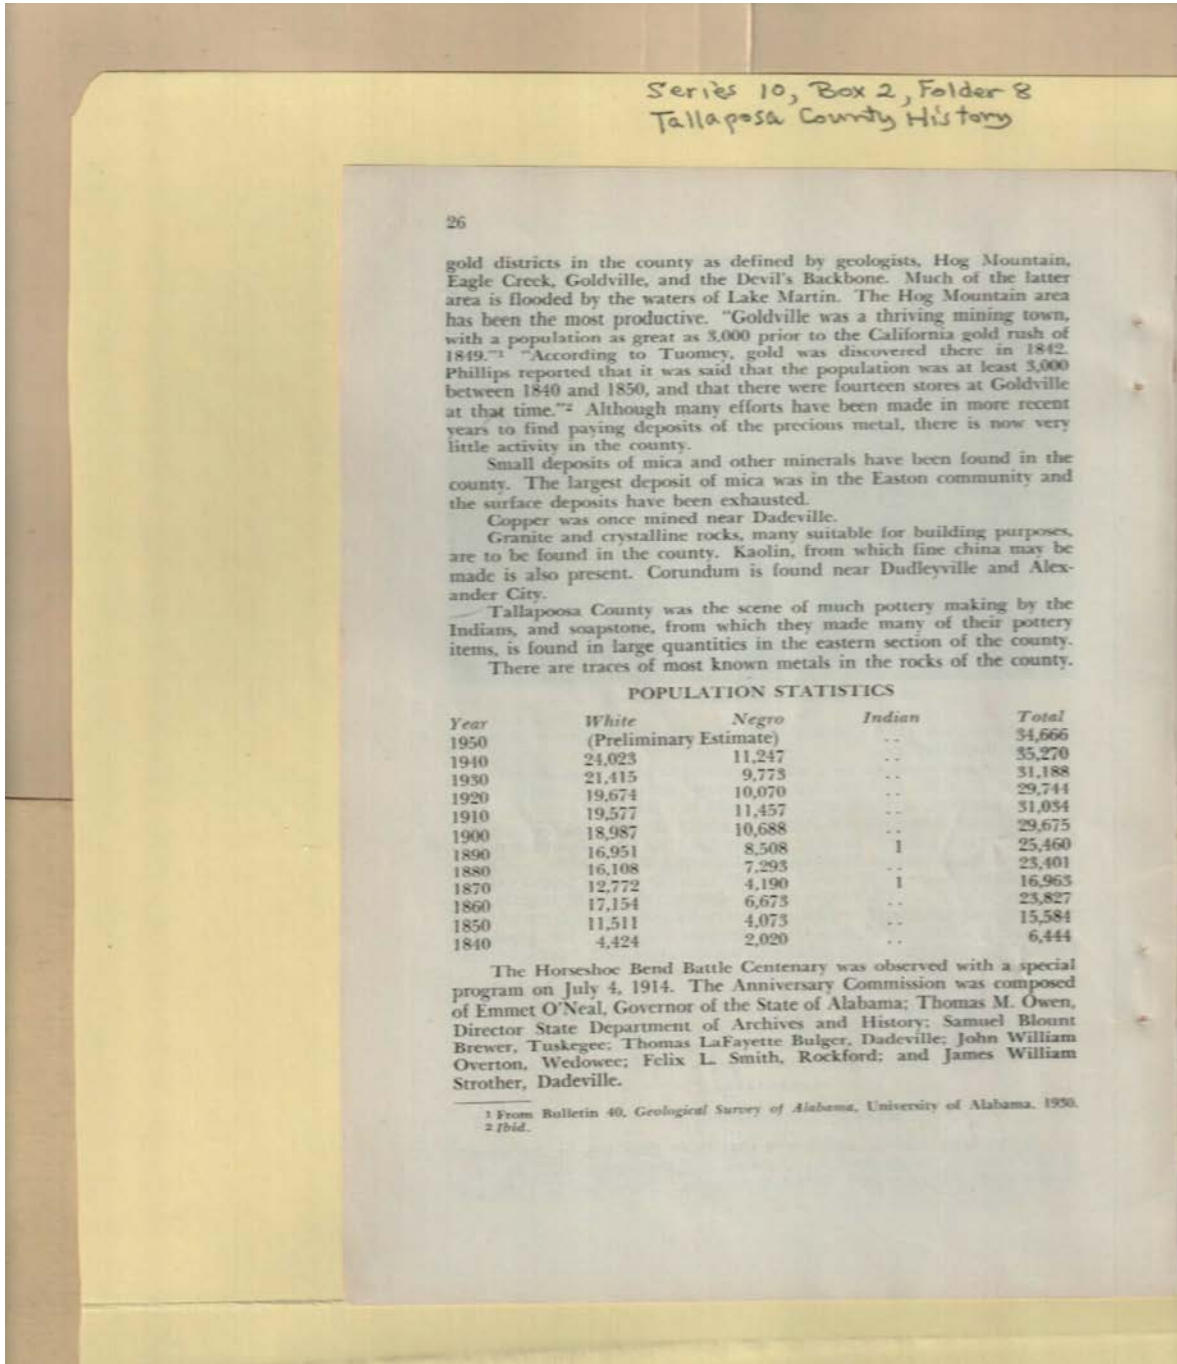 Series 10, Box 2, Folder 8
Tallaposa County History
26
gold districts in the county as defined by geologists, Hog Mountain,
Eagle Creek, Goldville, and the Devil's Backbone. Much of the latter
area is flooded by the waters of Lake Martin. The Hog Mountain area
has been the most productive. "Goldville was a thriving mining town,
with a population as great as 3,000 prior to the California gold rush of
1849."1 "According to Tuomey, gold was discovered there in 1842.
Phillips reported that it was said that the population was at least 3,000
between 1840 and 1850, and that there were fourteen stores at Goldville
at that time."2 Although many efforts have been made in more recent
years to find paying deposits of the precious metal, there is now very
little activity in the county.
Small deposits of mica and other minerals have been found in the
county. The largest deposit of mica was in the Easton community and
the surface deposits have been exhausted.
Copper was once mined near Dadeville.
Granite and crystalline rocks, many suitable for building purposes,
are to be found in the county. Kaolin, from which fine china may be
made is also present. Corundum is found near Dudleyville and Alex-
ander City.
Tallapoosa County was the scene of much pottery making by the
Indians, and soapstone, from which they made many of their pottery
items, is found in large quantities in the eastern section of the county.
There are traces of most known metals in the rocks of the county.
POPULATION STATISTICS
Year White Negro Indian Total
1950 (Preliminary Estimate) .. 34,666
1940 24,023 11,247 .. 35,270
1930 21,415 9,773 .. 31,188
1920 19,674 10,070 .. 29,744
1910 19,577 11,457 .. 31,034
1900 18,987 10,688 .. 29,675
1890 16,951 8,508 1 25,460
1880 16,108 7,293 .. 23,401
1870 12,772 4,190 1 16,963
1860 17,154 6,673 .. 23,827
1850 11,511 4,073 .. 15,584
1840 4,424 2,020 .. 6,444
The Horseshoe Bend Battle Centenary was observed with a special
program on July 4, 1914. The Anniversary Commission was composed
of Emmet O'Neal, Governor of the State of Alabama; Thomas M. Owen,
Director State Department of Archives and History; Samuel Blount
Brewer, Tuskegee; Thomas LaFayette Bulger, Dadeville; John William
Overton, Wedowee; Felix L. Smith, Rockford; and James William
Strother, Dadeville.
1 From Bulletin 40, Geological Survey of Alabama, University of Alabama, 1930.
2 Ibid.